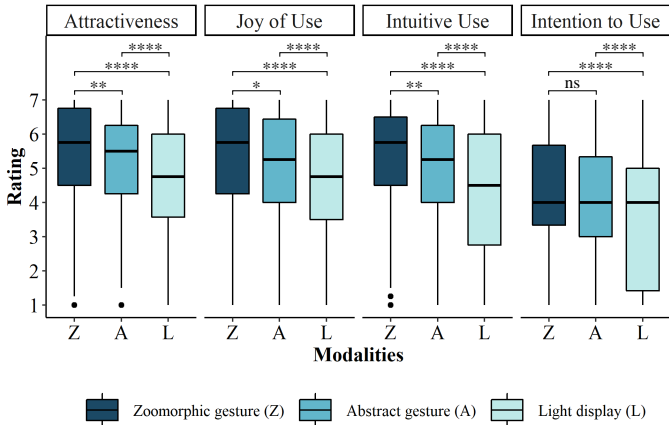 Attractiveness Joy of Use Intuitive Use Intention to Use
**** **** **** ****
**** **** **** ****
** * ** ns
7
6
5
4
3
2
1
Rating
Z A L Z A L Z A L Z A L
Modalities
Zoomorphic gesture (Z) Abstract gesture (A) Light display (L)